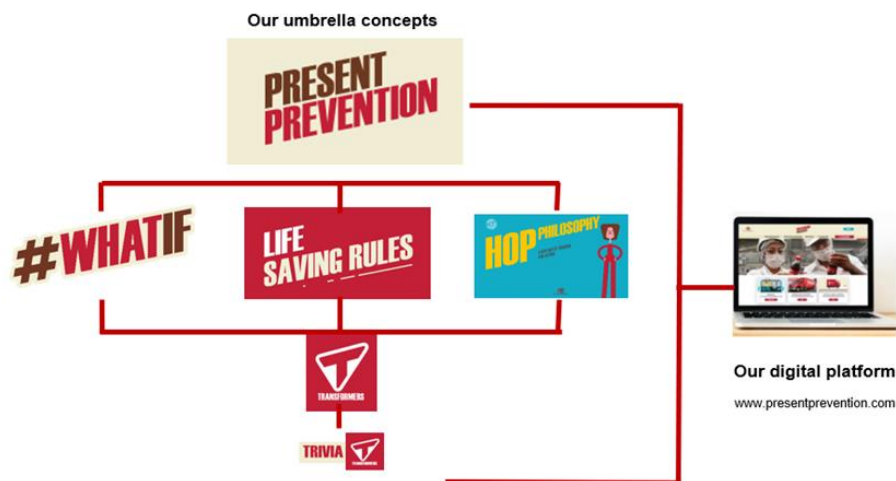 Our umbrella concepts
PRESENT
PREVENTION
#WHATIF
LIFE
SAVING RULES
HOP PHILOSOPHY
TRANSFORMERS
TRIVIA
TRANSFORMERS
Our digital platform
www.presentprevention.com